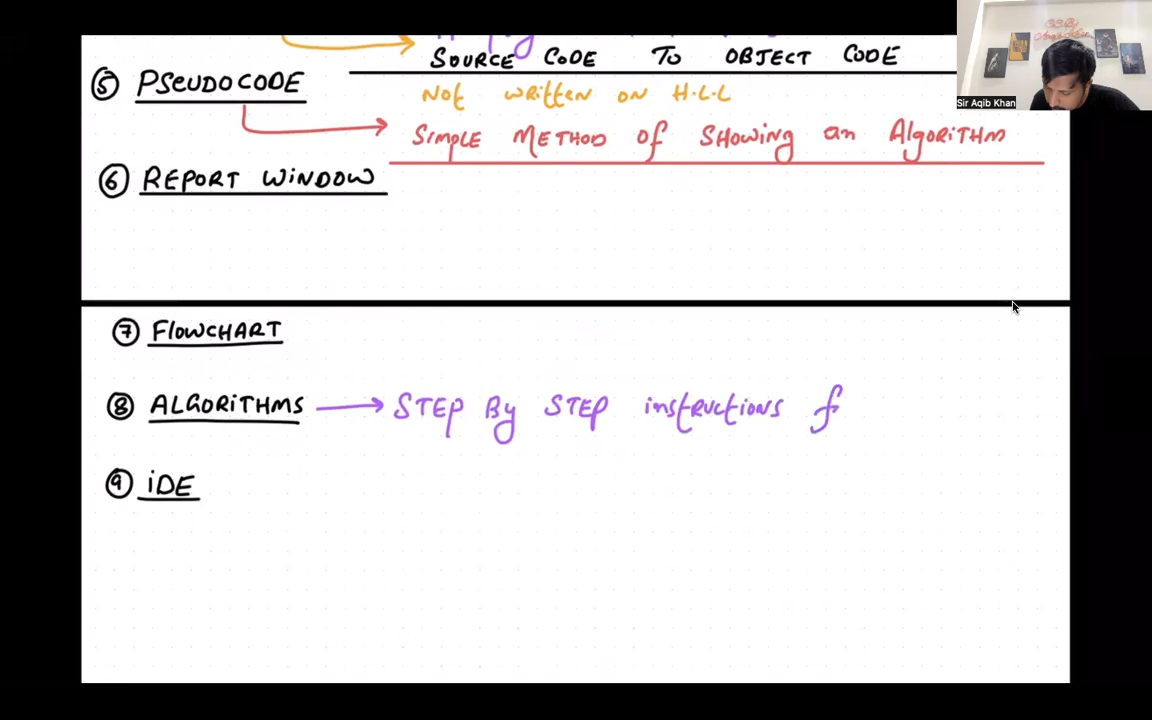 SOURCE CODE TO OBJECT CODE
⑤ PSEUDOCODE
Not written on H.L.L
SIMPLE METHOD of SHOWING an AlgoRiTHM
⑥ REPORT WINDOW
⑦ FlOWCHART
⑧ ALGORiTHMS → STEP By STEP instructions f
⑨ iDE
Sir Aqib Khan